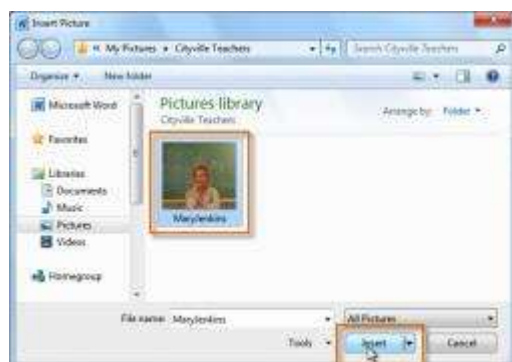 Insert Picture
« My Pictures ▸ Cityville Teachers
Search Cityville Teachers
Organize
New folder
Microsoft Word
Favorites
Libraries
Documents
Music
Pictures
Videos
Homegroup
Pictures library
Cityville Teachers
Arrange by: Folder
MaryJenkins
File name: MaryJenkins
All Pictures
Tools
Insert
Cancel